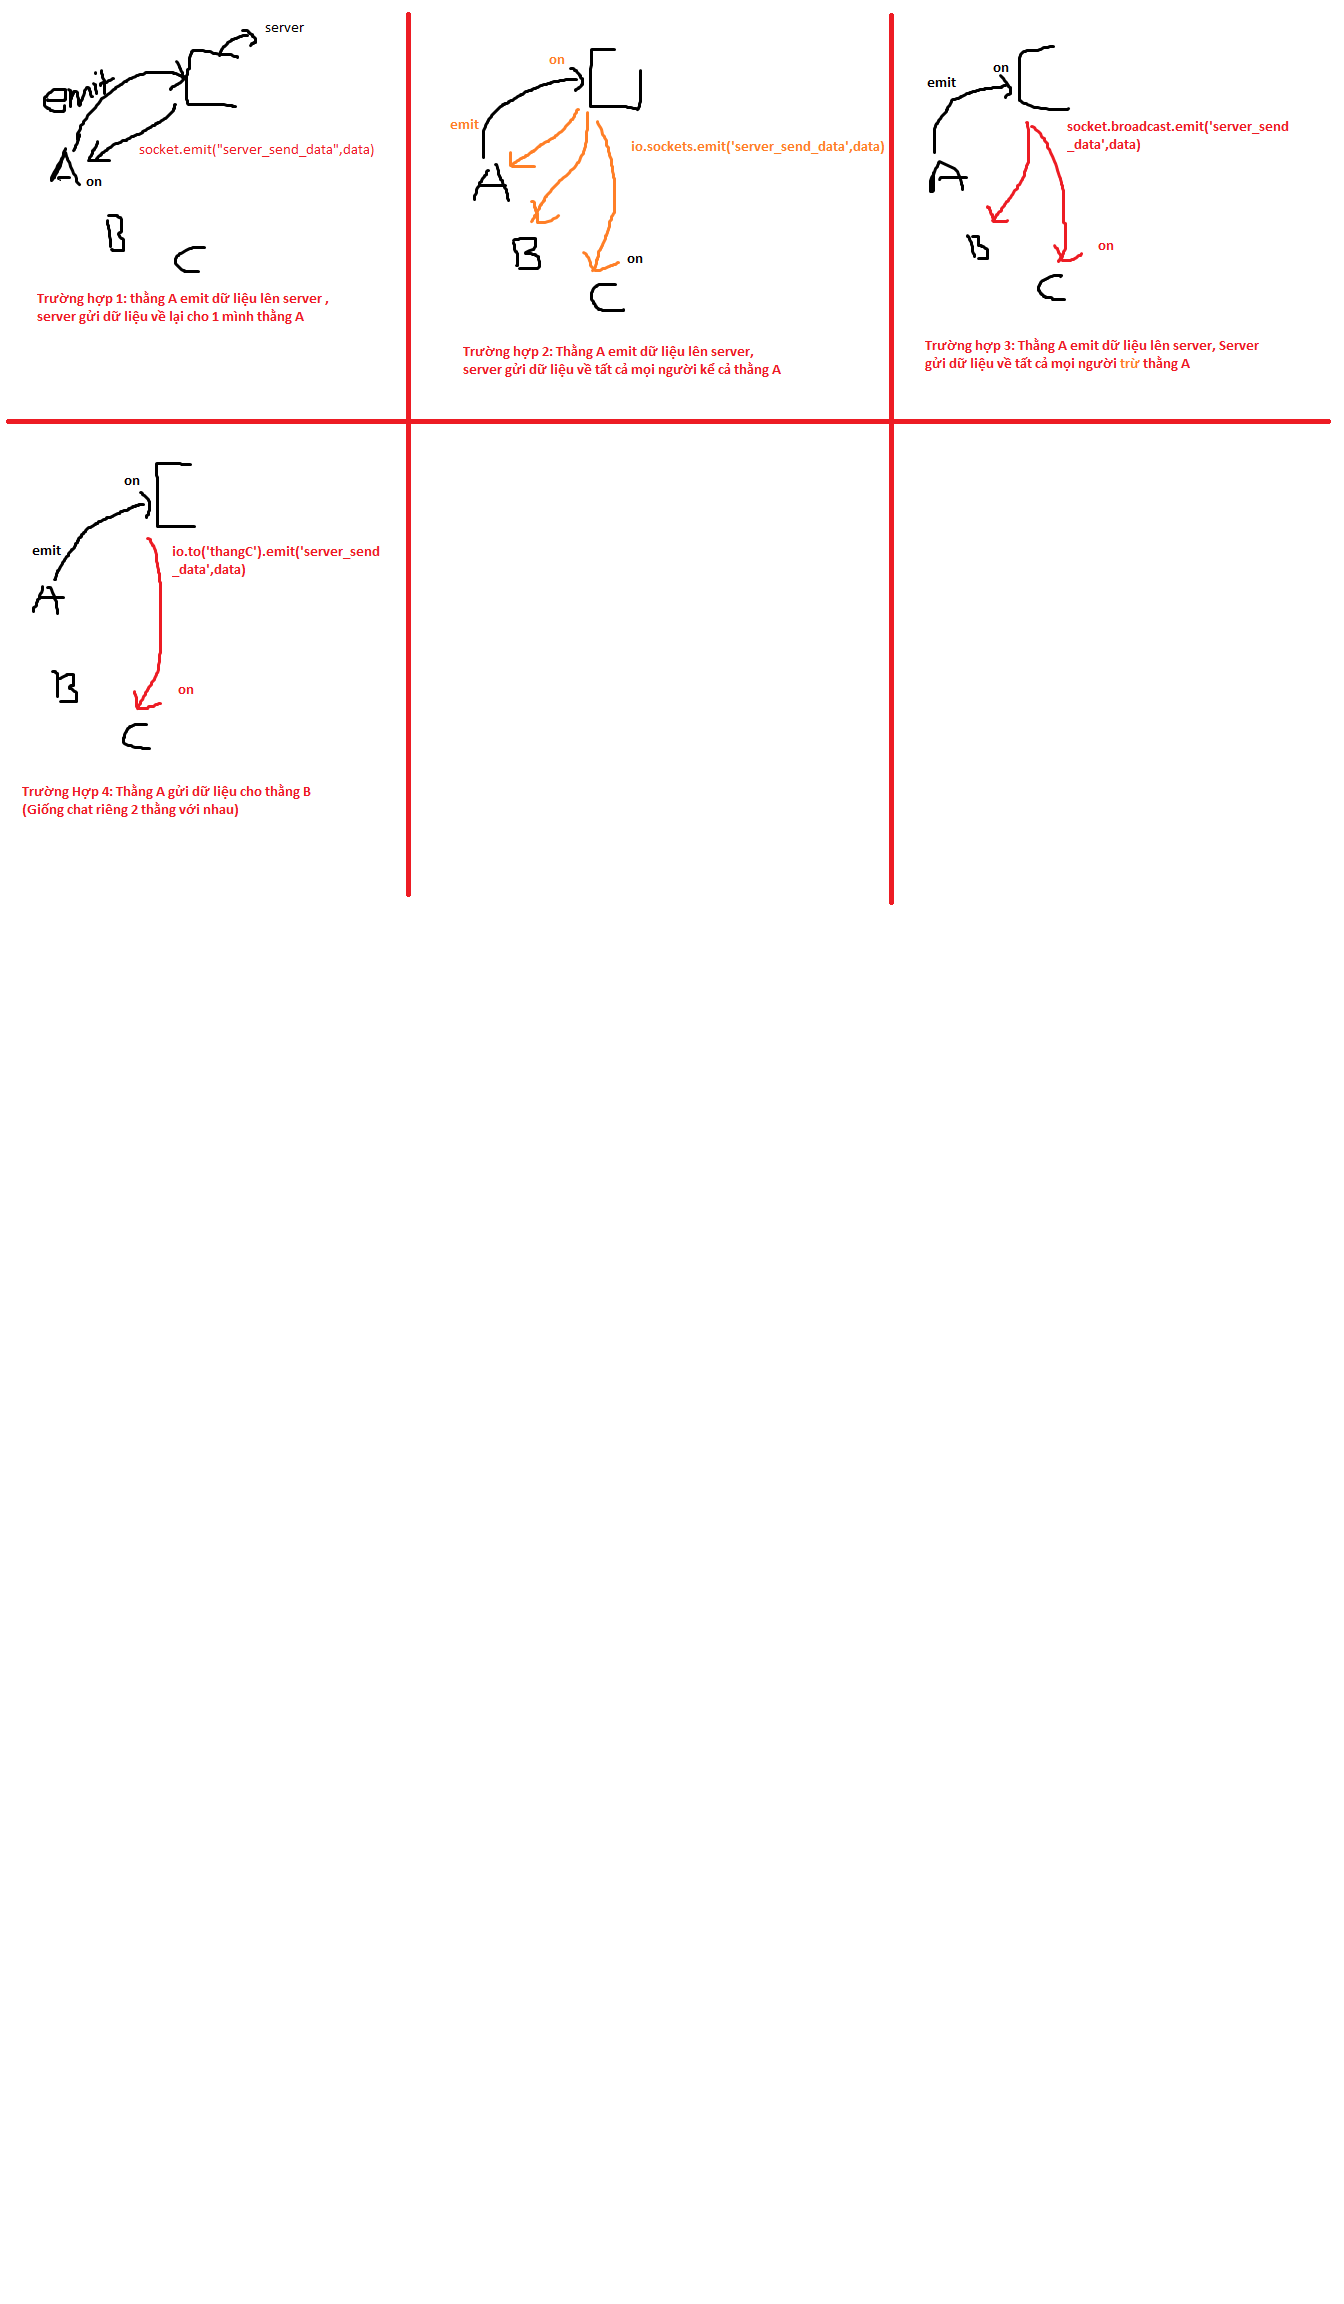 server
emit
socket.emit("server_send_data",data)
A
on
B
C
Trường hợp 1: thằng A emit dữ liệu lên server ,
server gửi dữ liệu về lại cho 1 mình thằng A
on
emit
io.sockets.emit('server_send_data',data)
A
B
on
C
Trường hợp 2: Thằng A emit dữ liệu lên server,
server gửi dữ liệu về tất cả mọi người kể cả thằng A
on
emit
socket.broadcast.emit('server_send
_data',data)
A
B
on
C
Trường hợp 3: Thằng A emit dữ liệu lên server, Server
gửi dữ liệu về tất cả mọi người trừ thằng A
on
emit
io.to('thangC').emit('server_send
_data',data)
A
B
on
C
Trường Hợp 4: Thằng A gửi dữ liệu cho thằng B
(Giống chat riêng 2 thằng với nhau)